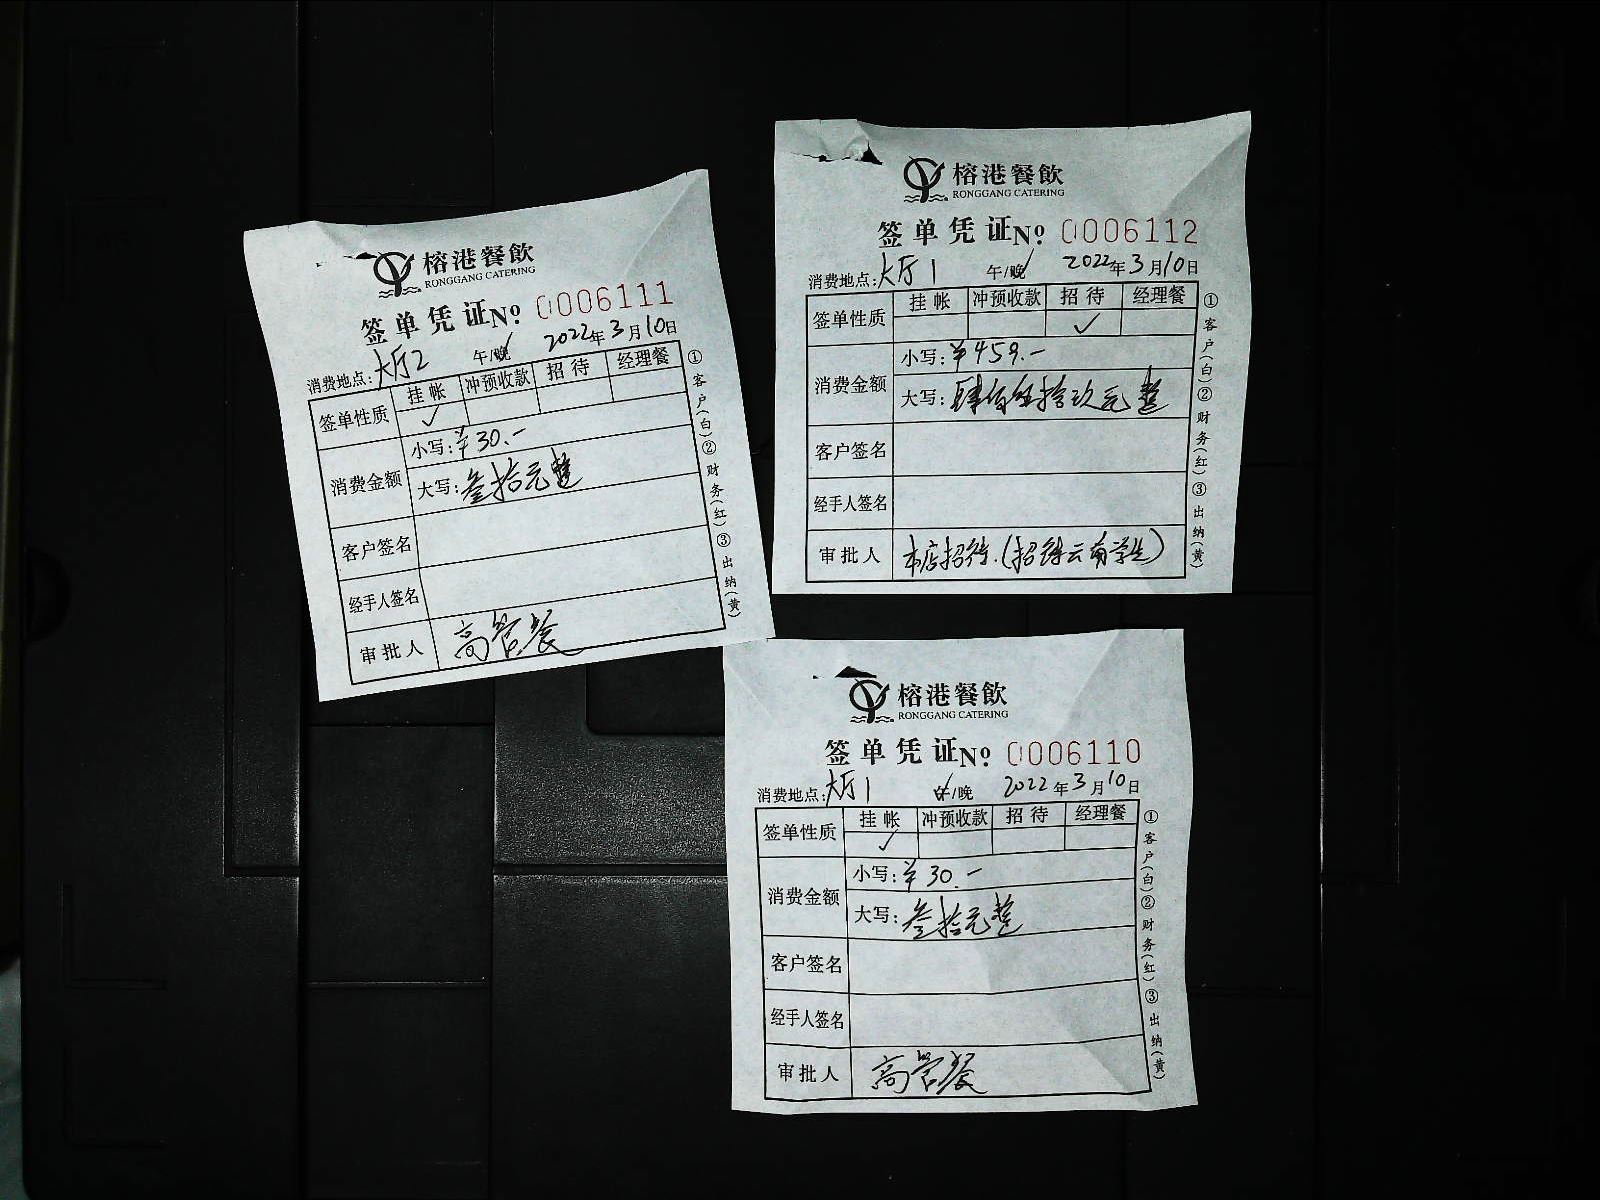 榕港餐飲
RONGGANG CATERING
签单凭证No 0006111
消费地点:大厅2 午/晚 2022年3月10日
签单性质 挂帐 冲预收款 招待 经理餐
✓
消费金额 小写:¥30.-
大写:叁拾元整
客户签名
经手人签名
审批人 高管餐
①客户(白)②财务(红)③出纳(黄)
榕港餐飲
RONGGANG CATERING
签单凭证No 0006112
消费地点:大厅1 午/晚 2022年3月10日
签单性质 挂帐 冲预收款 招待 经理餐
✓
消费金额 小写:¥459.-
大写:肆佰伍拾玖元整
客户签名
经手人签名
审批人 本店招待.(招待云南学生)
①客户(白)②财务(红)③出纳(黄)
榕港餐飲
RONGGANG CATERING
签单凭证No 0006110
消费地点:大厅1 午/晚 2022年3月10日
签单性质 挂帐 冲预收款 招待 经理餐
✓
消费金额 小写:¥30.-
大写:叁拾元整
客户签名
经手人签名
审批人 高管餐
①客户(白)②财务(红)③出纳(黄)